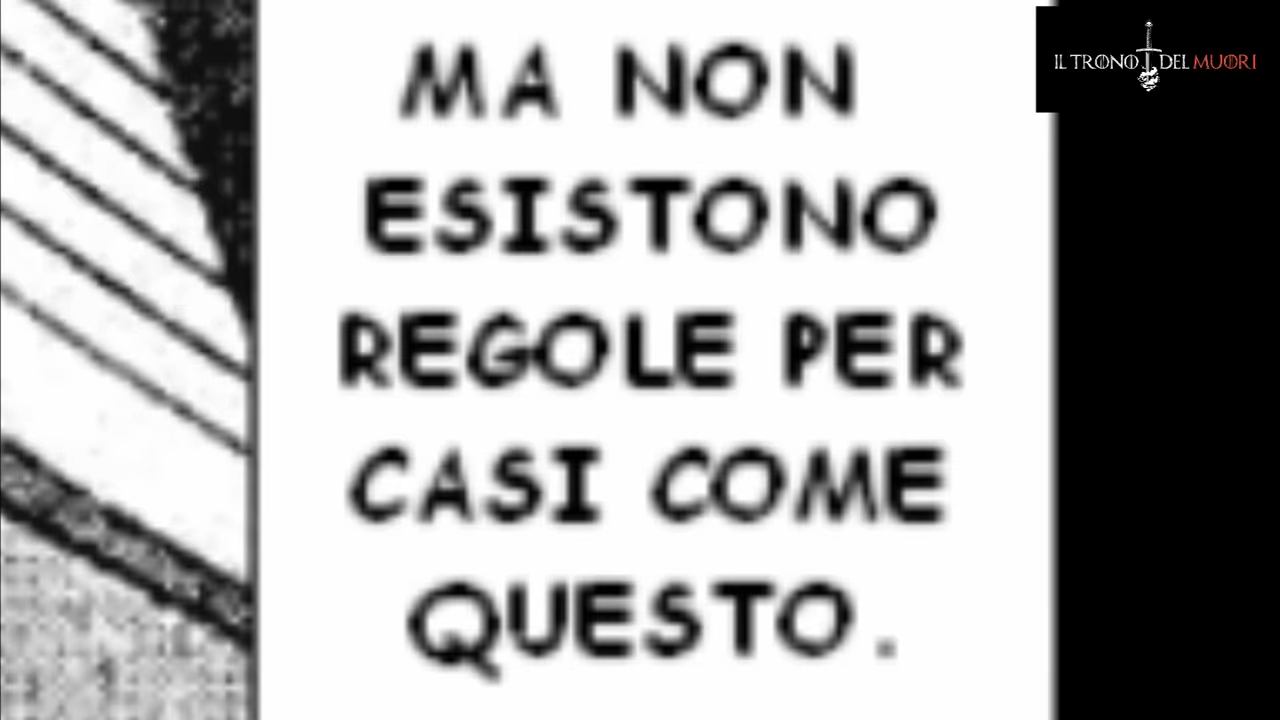 MA NON
ESISTONO
REGOLE PER
CASI COME
QUESTO.
IL TRONO DEL MUORI